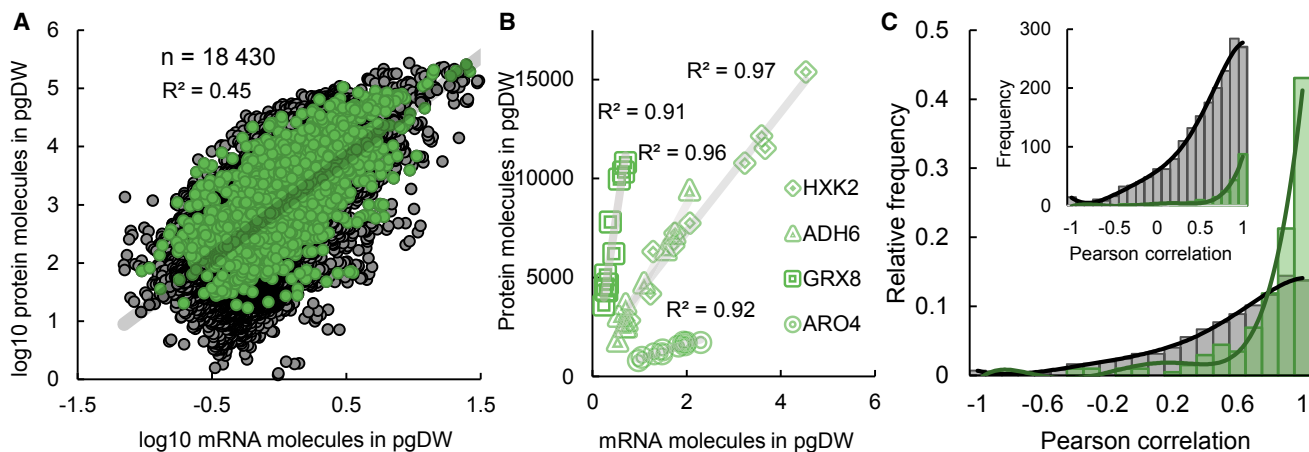 A
log10 protein molecules in pgDW
6
5
4
3
2
1
0
n = 18 430
R² = 0.45
-1.5
-0.5
0.5
1.5
log10 mRNA molecules in pgDW
B
Protein molecules in pgDW
15000
10000
5000
0
R² = 0.97
R² = 0.91
R² = 0.96
R² = 0.92
HXK2
ADH6
GRX8
ARO4
0
2
4
6
mRNA molecules in pgDW
C
Relative frequency
0.5
0.4
0.3
0.2
0.1
0
Frequency
300
200
100
0
-1
-0.5
0
0.5
1
Pearson correlation
-1
-0.6
-0.2
0.2
0.6
1
Pearson correlation